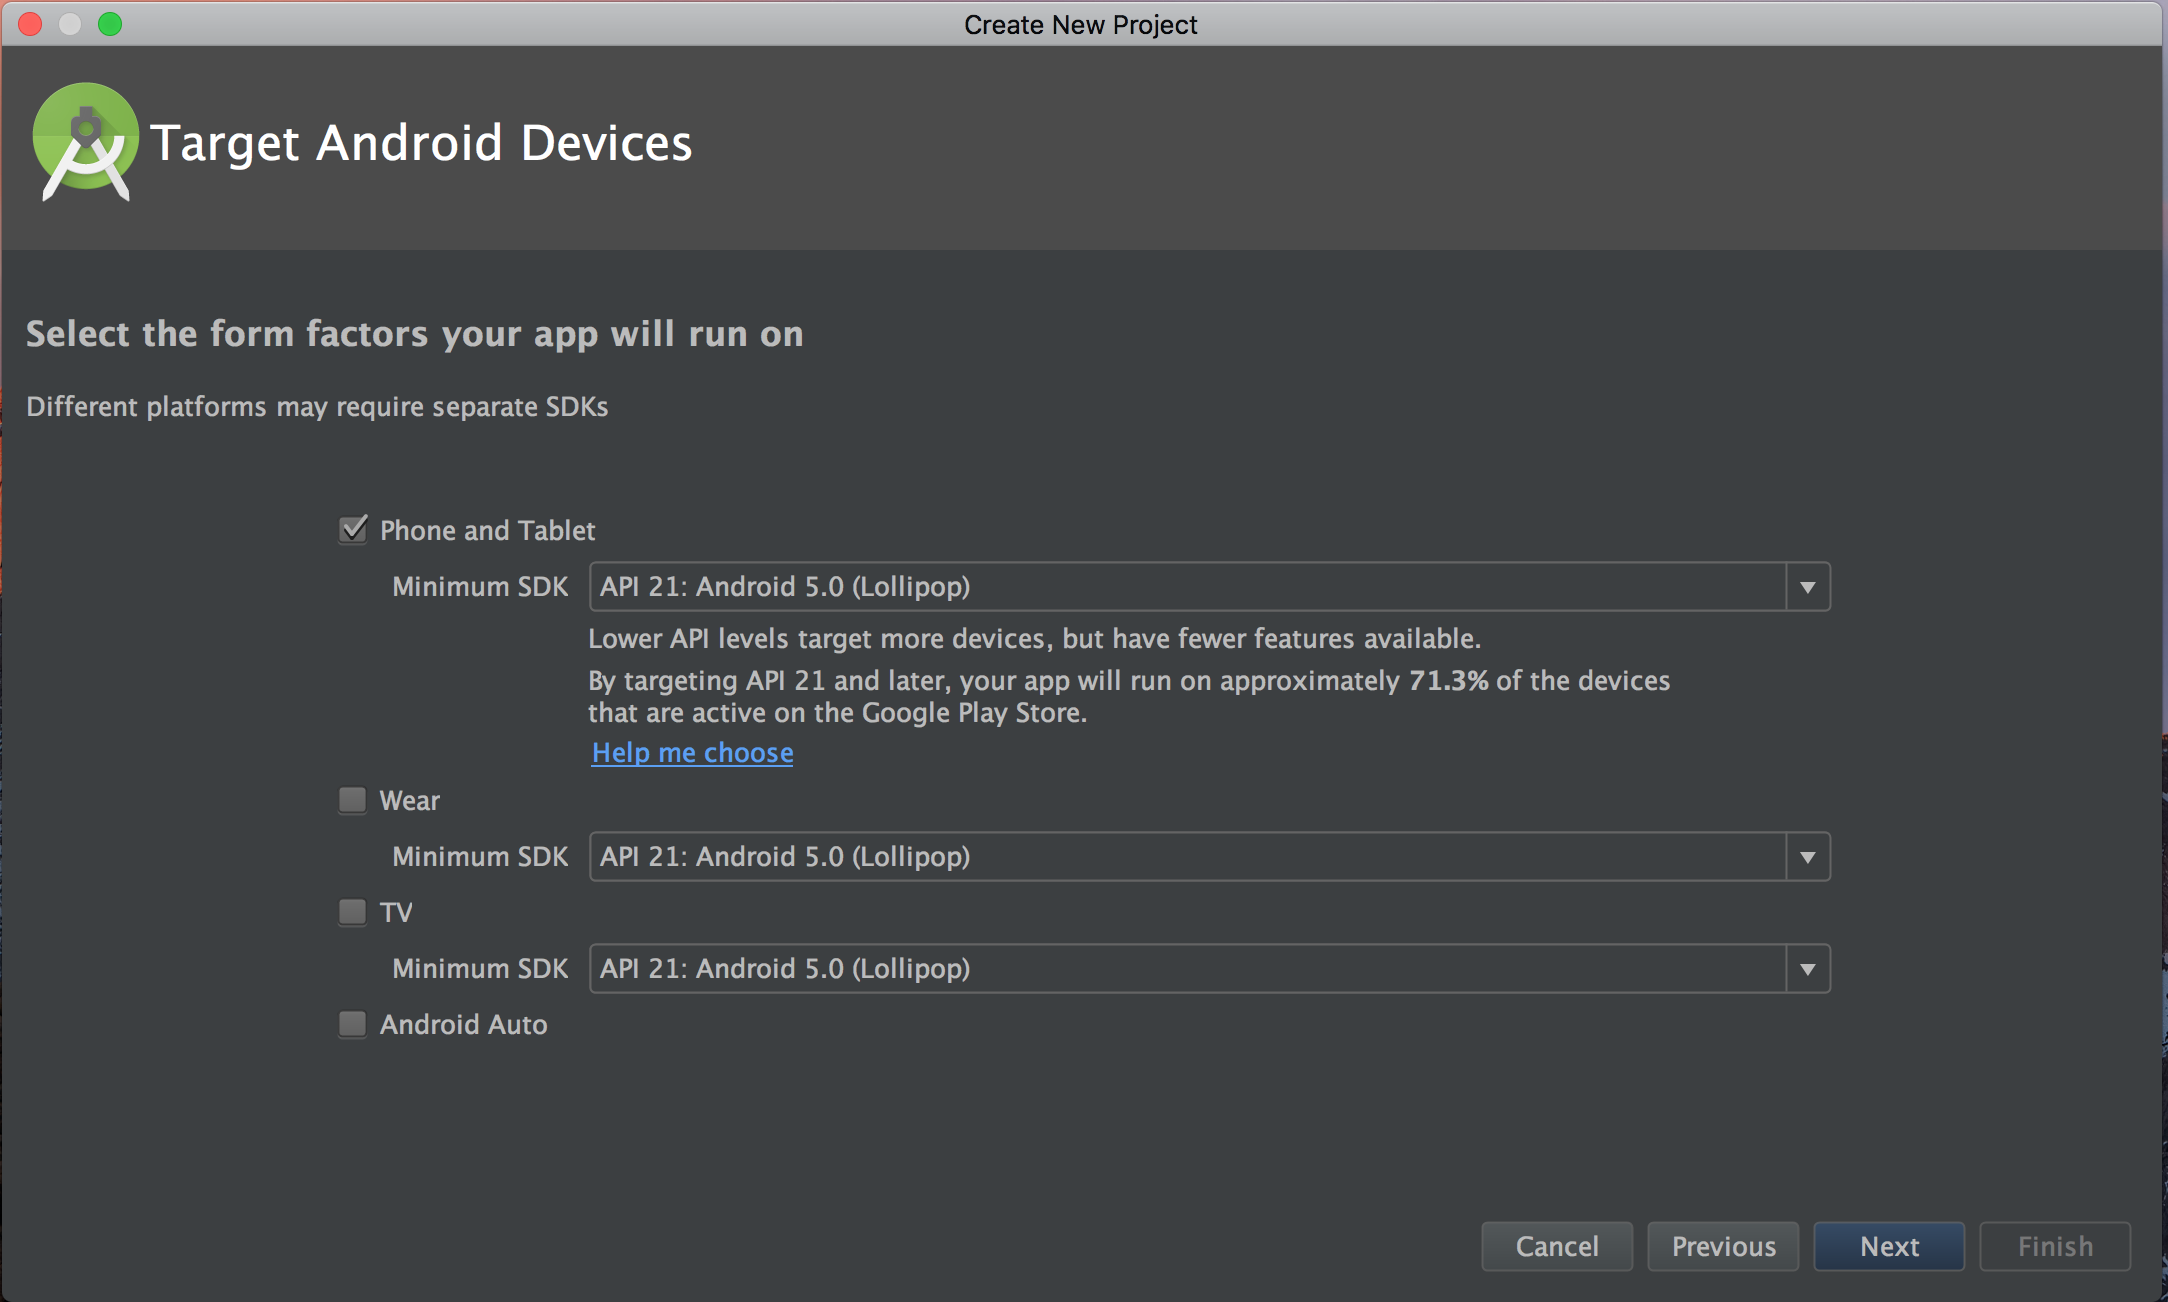 Create New Project
Target Android Devices
Select the form factors your app will run on
Different platforms may require separate SDKs
Phone and Tablet
Minimum SDK API 21: Android 5.0 (Lollipop)
Lower API levels target more devices, but have fewer features available.
By targeting API 21 and later, your app will run on approximately 71.3% of the devices
that are active on the Google Play Store.
Help me choose
Wear
Minimum SDK API 21: Android 5.0 (Lollipop)
TV
Minimum SDK API 21: Android 5.0 (Lollipop)
Android Auto
Cancel Previous Next Finish